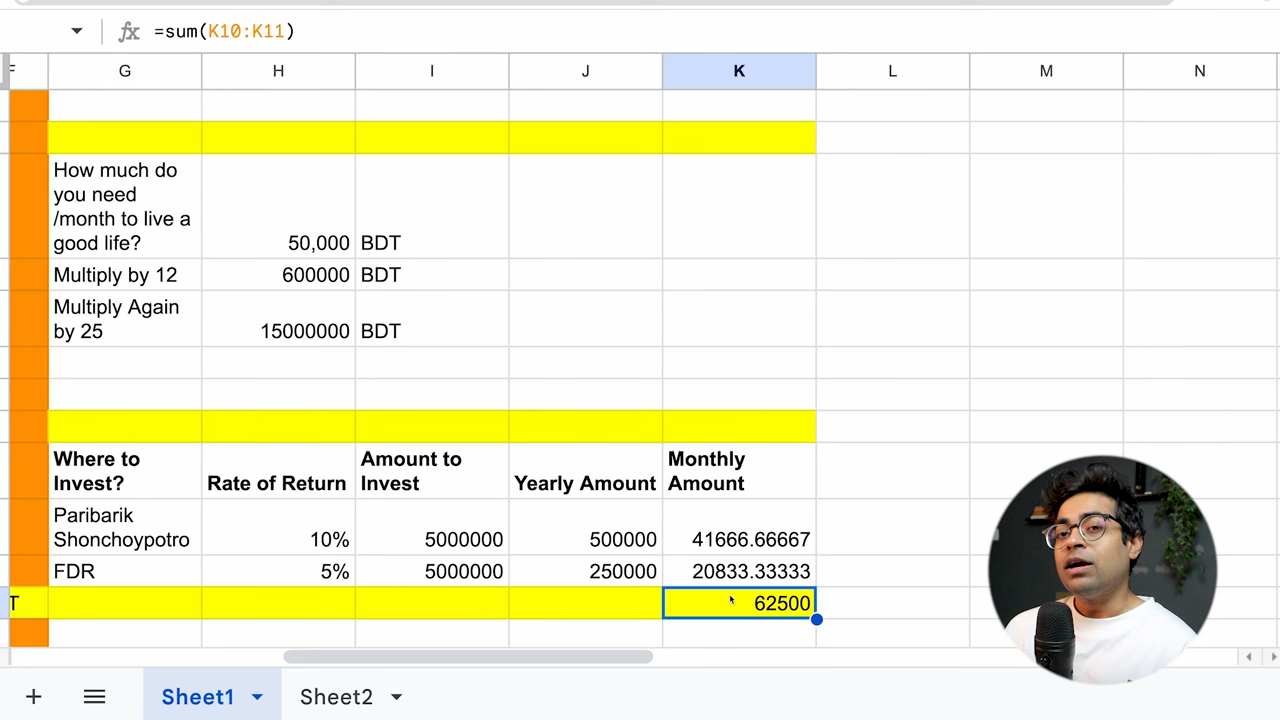 fx =sum(K10:K11)
F G H I J K L M N
How much do
you need
/month to live a
good life? 50,000 BDT
Multiply by 12 600000 BDT
Multiply Again
by 25 15000000 BDT
Where to Amount to Monthly
Invest? Rate of Return Invest Yearly Amount Amount
Paribarik
Shonchoypotro 10% 5000000 500000 41666.66667
FDR 5% 5000000 250000 20833.33333
T 62500
Sheet1 Sheet2